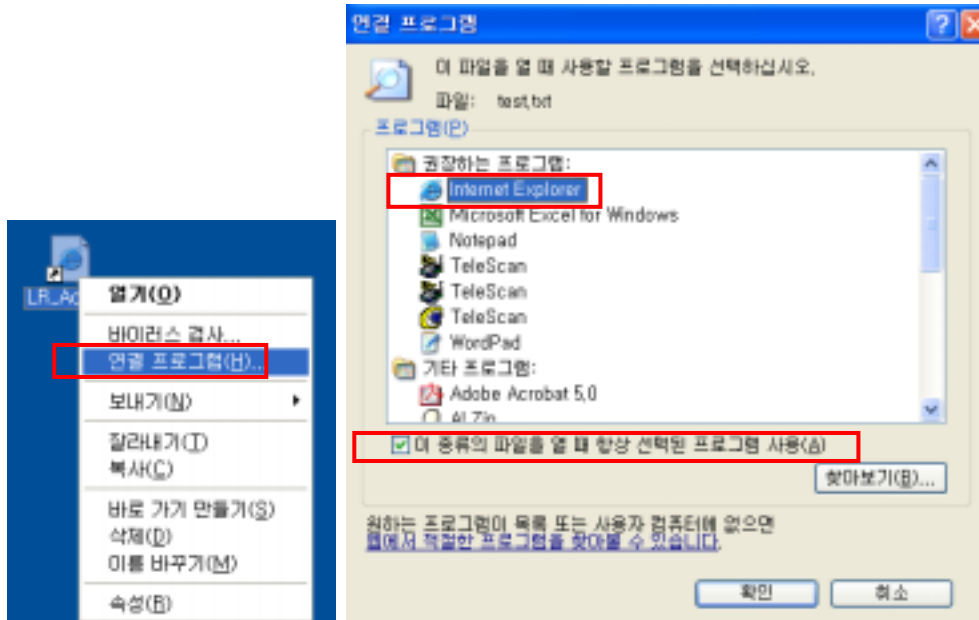 LR_Ac
열기(O)
바이러스 검사...
연결 프로그램(H)...
보내기(N)
잘라내기(T)
복사(C)
바로 가기 만들기(S)
삭제(D)
이름 바꾸기(M)
속성(R)
연결 프로그램
이 파일을 열 때 사용할 프로그램을 선택하십시오.
파일: test.txt
프로그램(P)
권장하는 프로그램:
Internet Explorer
Microsoft Excel for Windows
Notepad
TeleScan
TeleScan
TeleScan
WordPad
기타 프로그램:
Adobe Acrobat 5.0
ALZip
이 종류의 파일을 열 때 항상 선택된 프로그램 사용(A)
찾아보기(B)...
원하는 프로그램이 목록 또는 사용자 컴퓨터에 없으면
웹에서 적절한 프로그램을 찾아볼 수 있습니다.
확인
취소